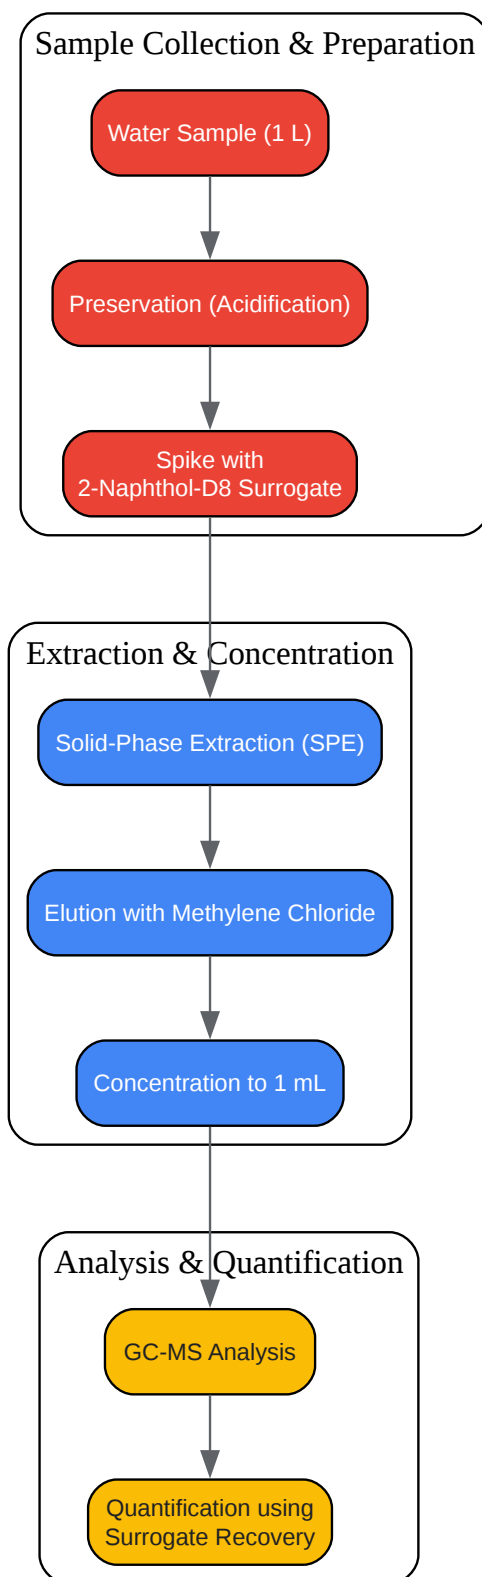 Sample Collection & Preparation
Water Sample (1 L)
Preservation (Acidification)
Spike with
2-Naphthol-D8 Surrogate
Extraction & Concentration
Solid-Phase Extraction (SPE)
Elution with Methylene Chloride
Concentration to 1 mL
Analysis & Quantification
GC-MS Analysis
Quantification using
Surrogate Recovery